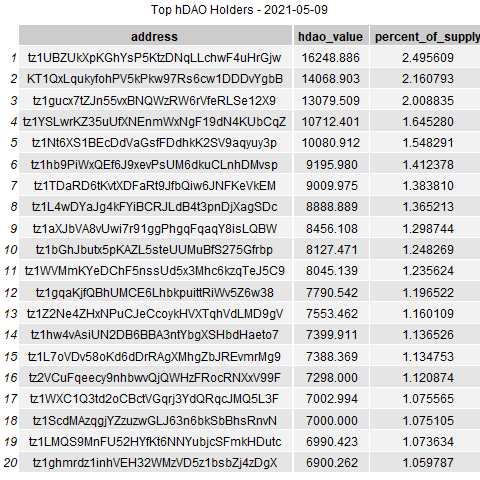 Top hDAO Holders - 2021-05-09
address hdao_value percent_of_supply
1 tz1UBZUkXpKGhYsP5KtzDNqLLchwF4uHrGjw 16248.886 2.495609
2 KT1QxLqukyfohPV5kPkw97Rs6cw1DDDvYgbB 14068.903 2.160793
3 tz1gucx7tZJn55vxBNQWzRW6rVfeRLSe12X9 13079.509 2.008835
4 tz1YSLwrKZ35uUfXNEnmWxNgF19dN4KUbCqZ 10712.401 1.645280
5 tz1Nt6XS1BEcDdVaGsfFDdhkK2SV9aqyuy3p 10080.912 1.548291
6 tz1hb9PiWxQEf6J9xevPsUM6dkuCLnhDMvsp 9195.980 1.412378
7 tz1TDaRD6tKvtXDFaRt9JfbQiw6JNFKeVkEM 9009.975 1.383810
8 tz1L4wDYaJg4kFYiBCRJLdB4t3pnDjXagSDc 8888.889 1.365213
9 tz1aXJbVA8vUwi7r91ggPhgqFqaqY8isLQBW 8456.108 1.298744
10 tz1bGhJbutx5pKAZL5steUUMuBfS275Gfrbp 8127.471 1.248269
11 tz1WVMmKYeDChF5nssUd5x3Mhc6kzqTeJ5C9 8045.139 1.235624
12 tz1gqaKjfQBhUMCE6LhbkpuittRiWv5Z6w38 7790.542 1.196522
13 tz1Z2Ne4ZHxNPuCJeCcoykHVXTqhVdLMD9gV 7553.462 1.160109
14 tz1hw4vAsiUN2DB6BBA3ntYbgXSHbdHaeto7 7399.911 1.136526
15 tz1L7oVDv58oKd6dDrRAgXMhgZbJREvmrMg9 7388.369 1.134753
16 tz2VCuFqeecy9nhbwvQjQWHzFRocRNXxV99F 7298.000 1.120874
17 tz1WXC1Q3td2oCBctVGqrj3YdQRqcJMQ5L3F 7002.994 1.075565
18 tz1ScdMAzqgjYZzuzwGLJ63n6bkSbBhsRnvN 7000.000 1.075105
19 tz1LMQS9MnFU52HYfKt6NNYubjcSFmkHDutc 6990.423 1.073634
20 tz1ghmrdz1inhVEH32WMzVD5z1bsbZj4zDgX 6900.262 1.059787